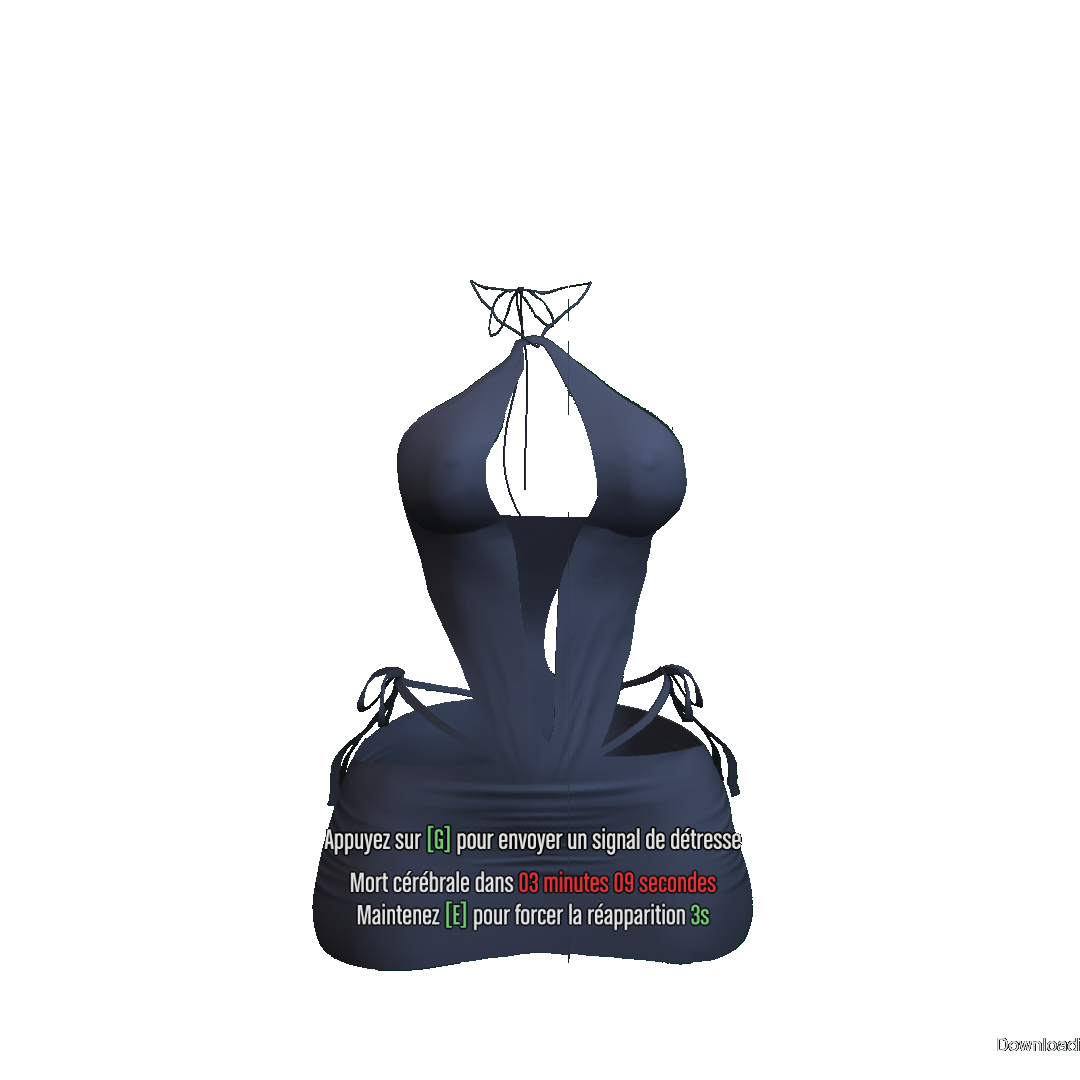 Appuyez sur [G] pour envoyer un signal de détresse
Mort cérébrale dans 03 minutes 09 secondes
Maintenez [E] pour forcer la réapparition 3s
Downloadi